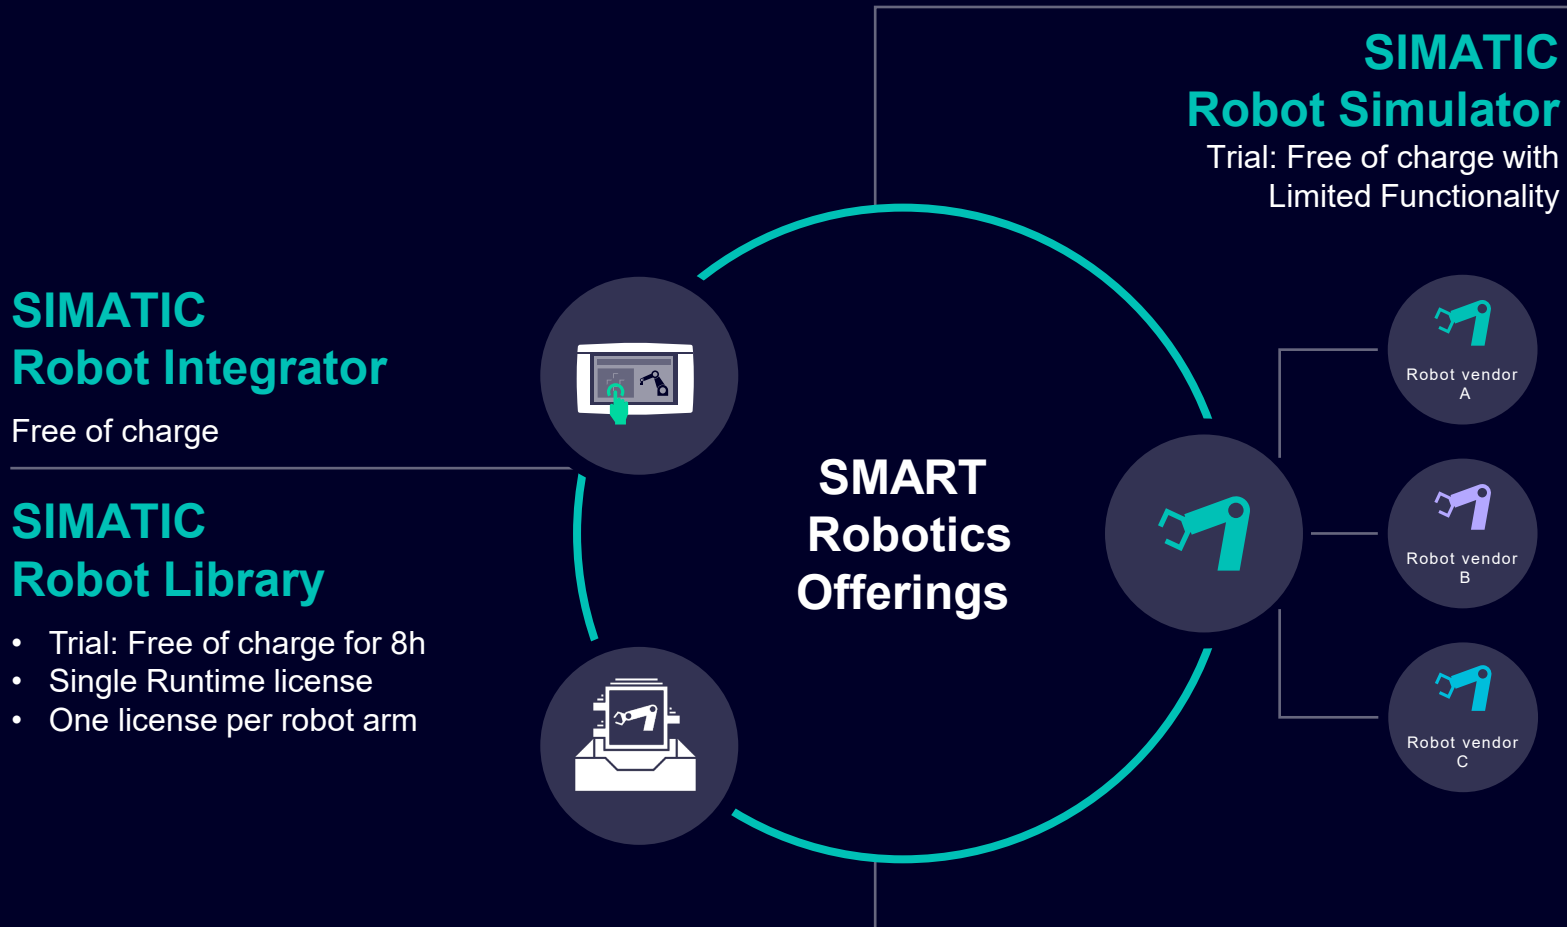 SIMATIC
Robot Simulator
Trial: Free of charge with
Limited Functionality
SIMATIC
Robot Integrator
Free of charge
SIMATIC
Robot Library
• Trial: Free of charge for 8h
• Single Runtime license
• One license per robot arm
SMART
Robotics
Offerings
Robot vendor
A
Robot vendor
B
Robot vendor
C